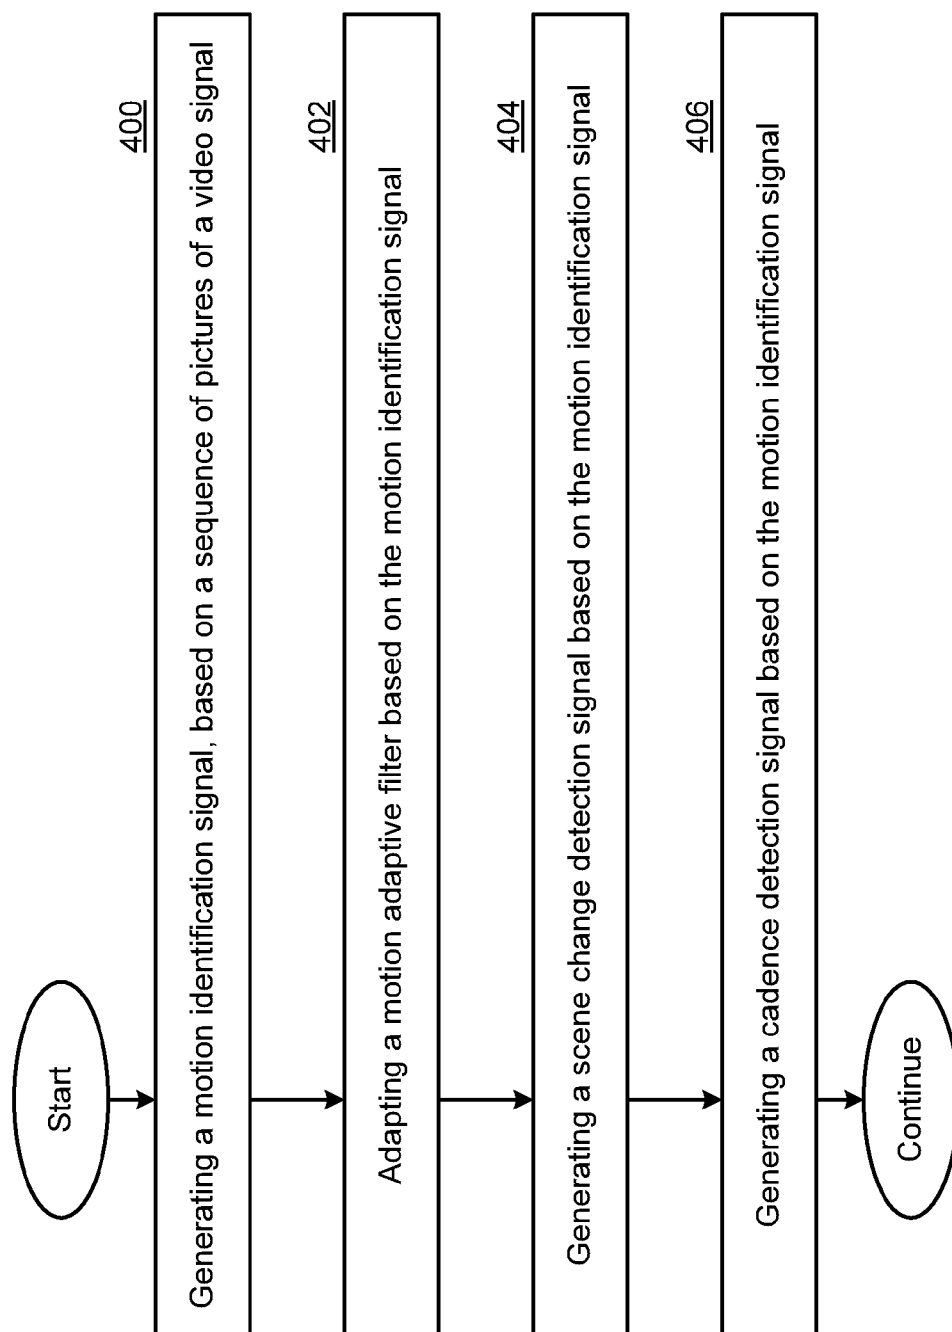 Start
400
Generating a motion identification signal, based on a sequence of pictures of a video signal
402
Adapting a motion adaptive filter based on the motion identification signal
404
Generating a scene change detection signal based on the motion identification signal
406
Generating a cadence detection signal based on the motion identification signal
Continue